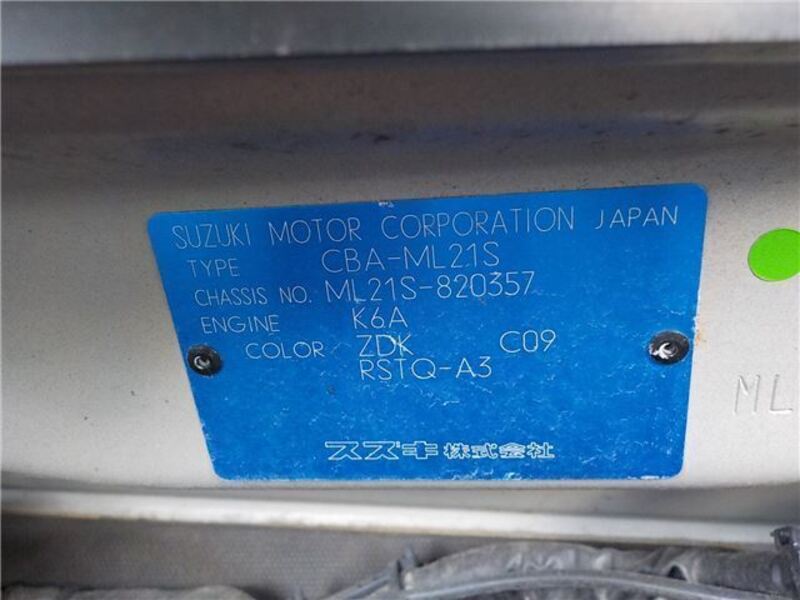 SUZUKI MOTOR CORPORATION JAPAN
TYPE CBA-ML21S
CHASSIS NO. ML21S-820357
ENGINE K6A
COLOR ZDK C09
RSTQ-A3
スズキ株式会社
ML